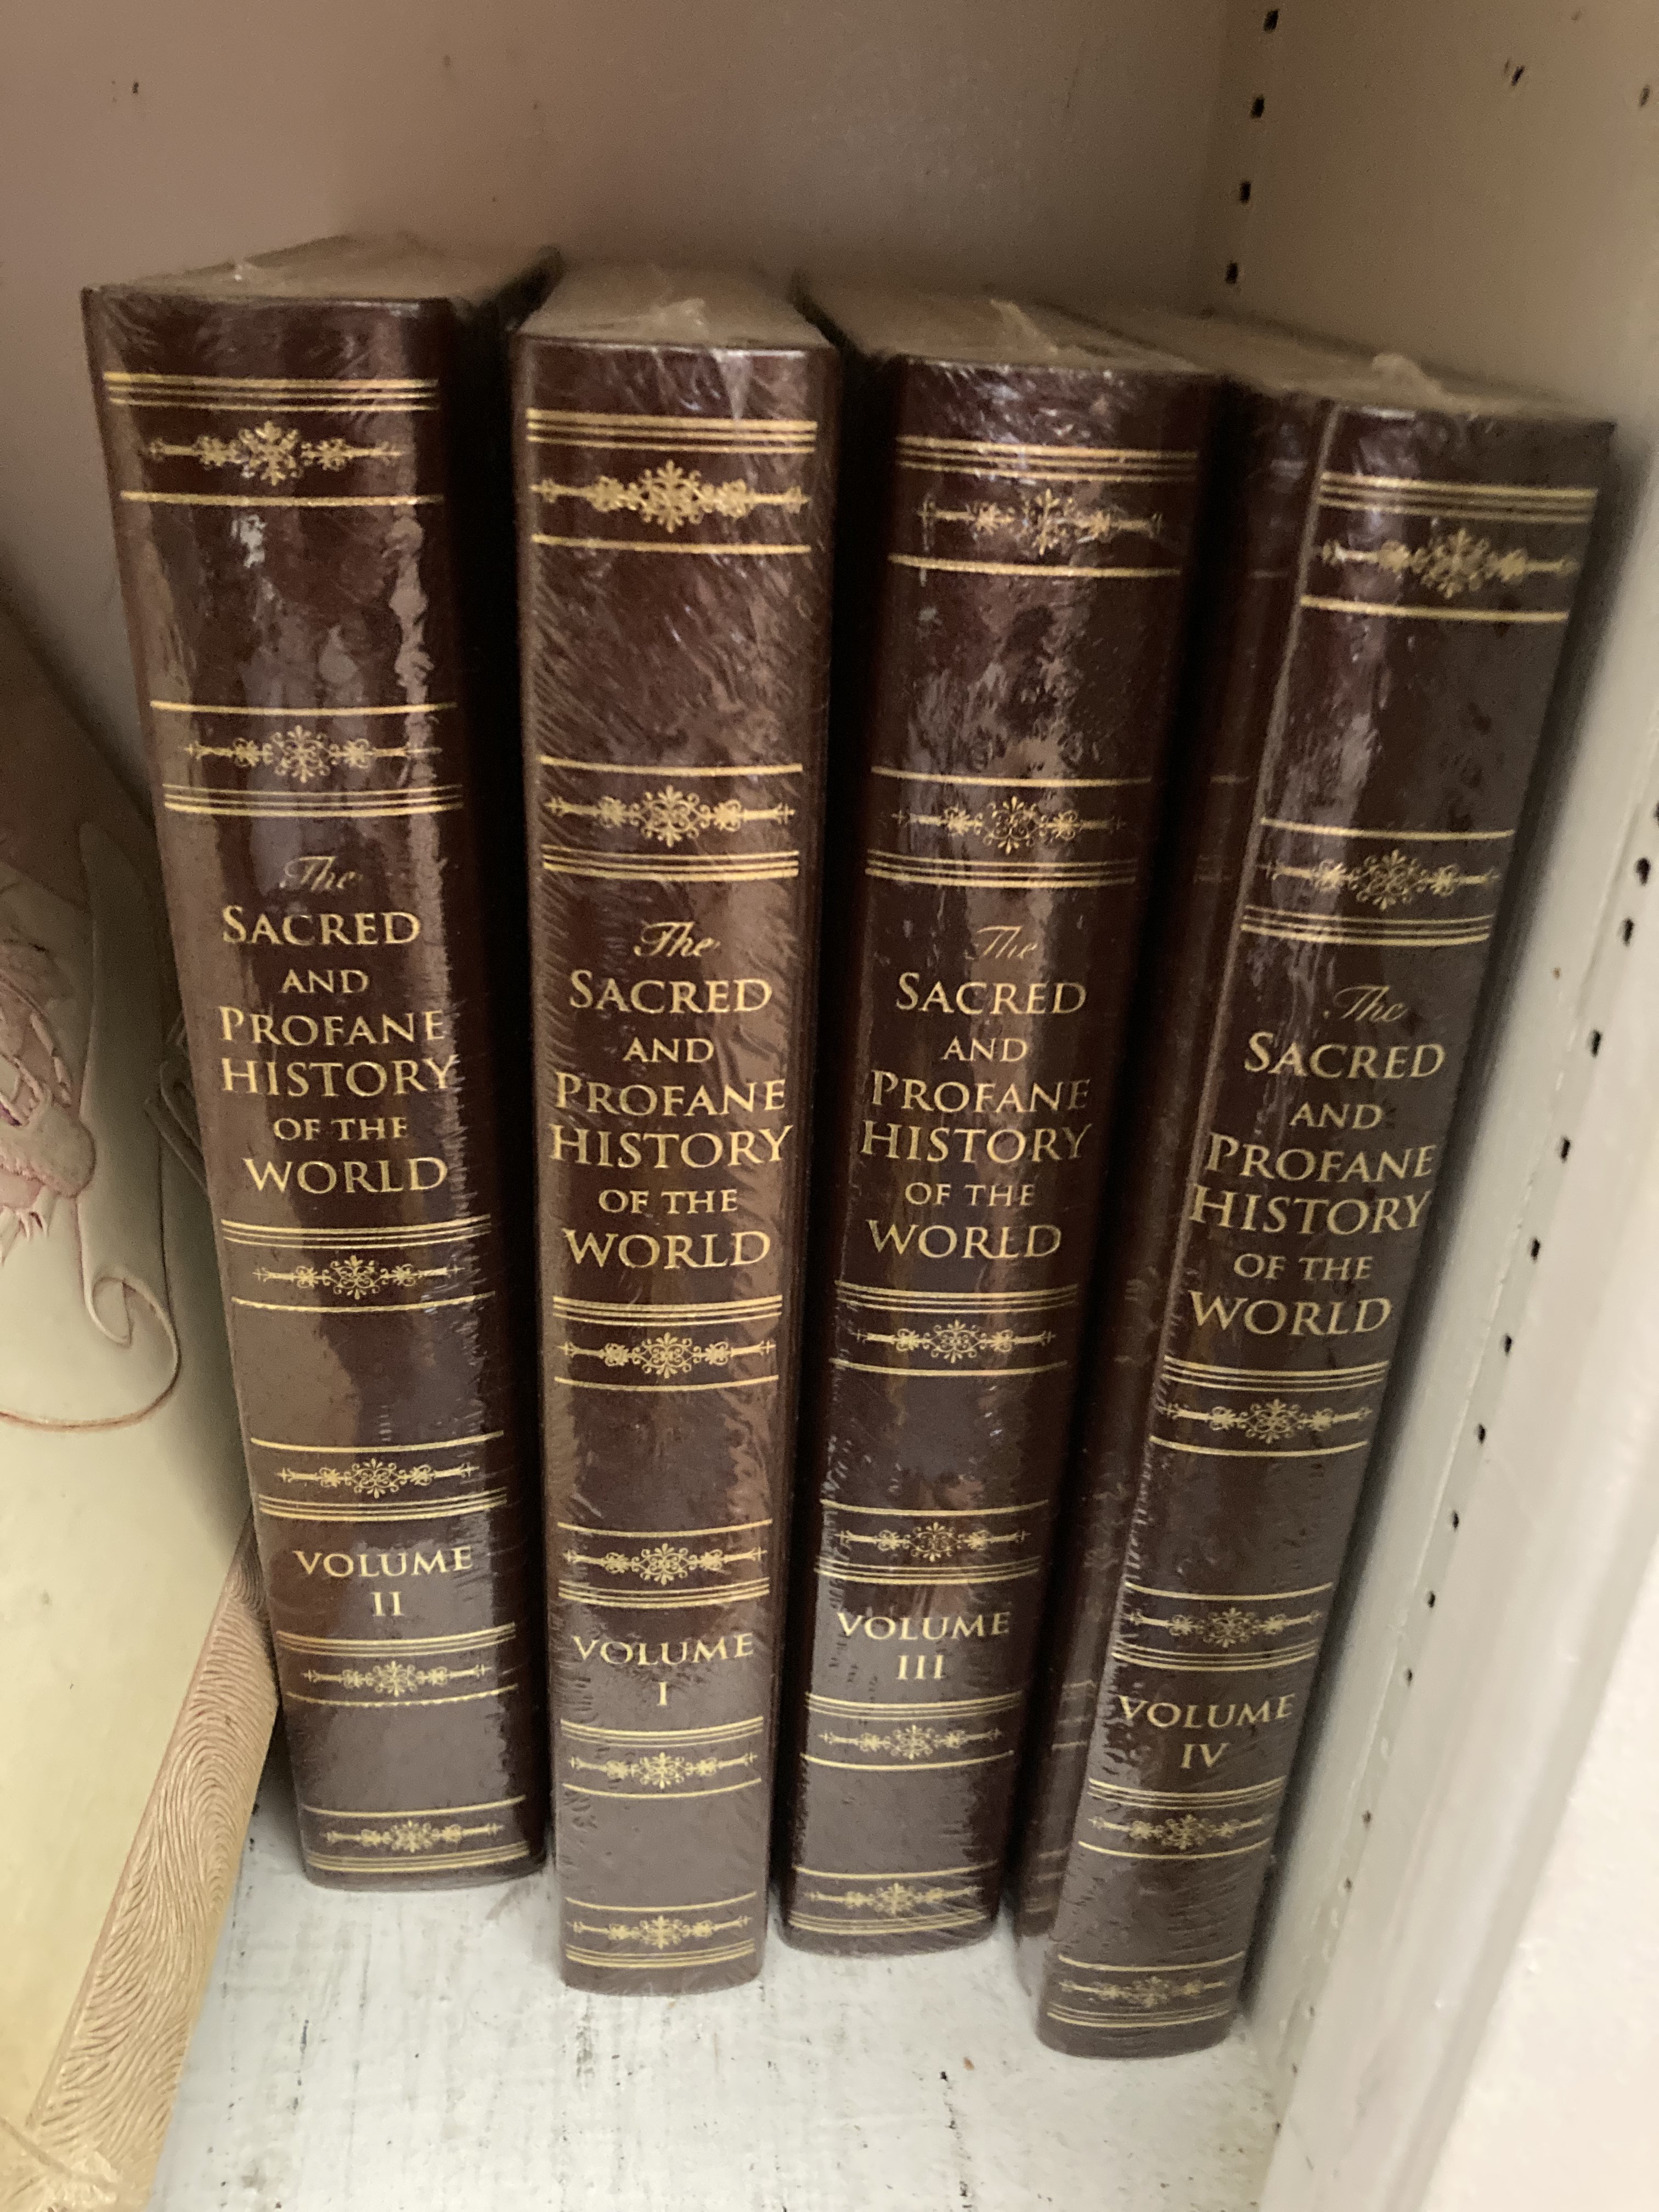 The
SACRED
AND
PROFANE
HISTORY
OF THE
WORLD
VOLUME
II
The
SACRED
AND
PROFANE
HISTORY
OF THE
WORLD
VOLUME
I
The
SACRED
AND
PROFANE
HISTORY
OF THE
WORLD
VOLUME
III
The
SACRED
AND
PROFANE
HISTORY
OF THE
WORLD
VOLUME
IV